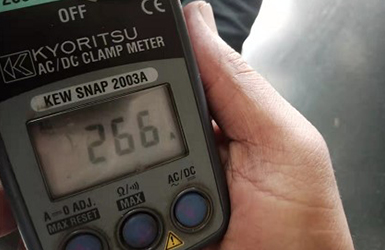 OFF
CE
KYORITSU
AC/DC CLAMP METER
KEW SNAP 2003A
266 A
A⎓0 ADJ.
MAX RESET
Ω/•)))
MAX
AC/DC